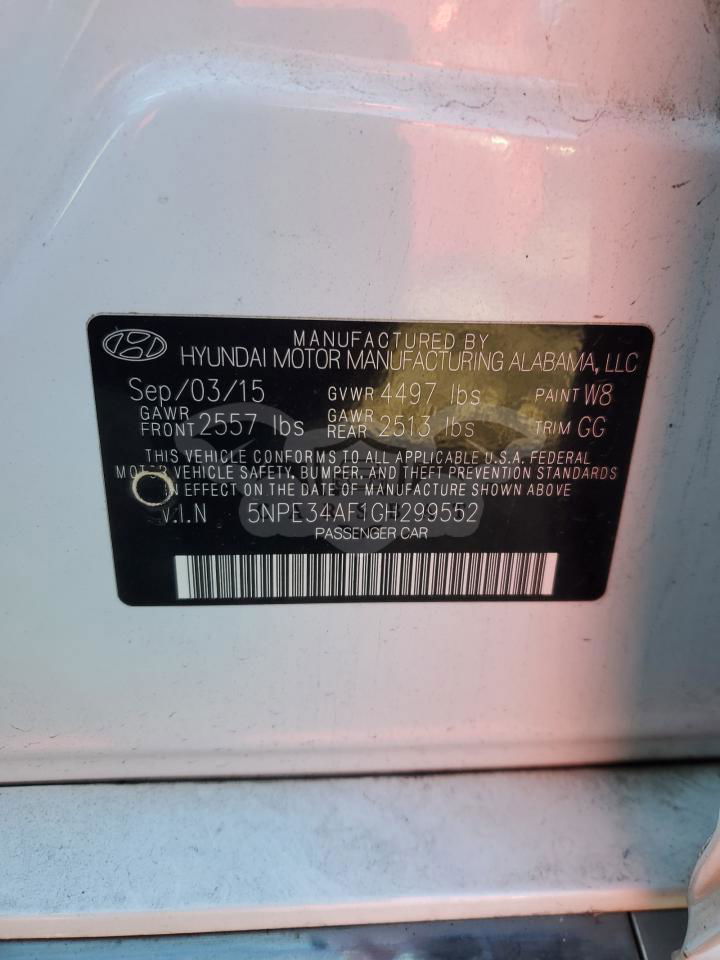 MANUFACTURED BY
HYUNDAI MOTOR MANUFACTURING ALABAMA, LLC
Sep/03/15 GVWR 4497 lbs PAINT W8
GAWR FRONT 2557 lbs GAWR REAR 2513 lbs TRIM GG
THIS VEHICLE CONFORMS TO ALL APPLICABLE U.S.A. FEDERAL
MOTOR VEHICLE SAFETY, BUMPER, AND THEFT PREVENTION STANDARDS
IN EFFECT ON THE DATE OF MANUFACTURE SHOWN ABOVE
V.I.N 5NPE34AF1GH299552
PASSENGER CAR